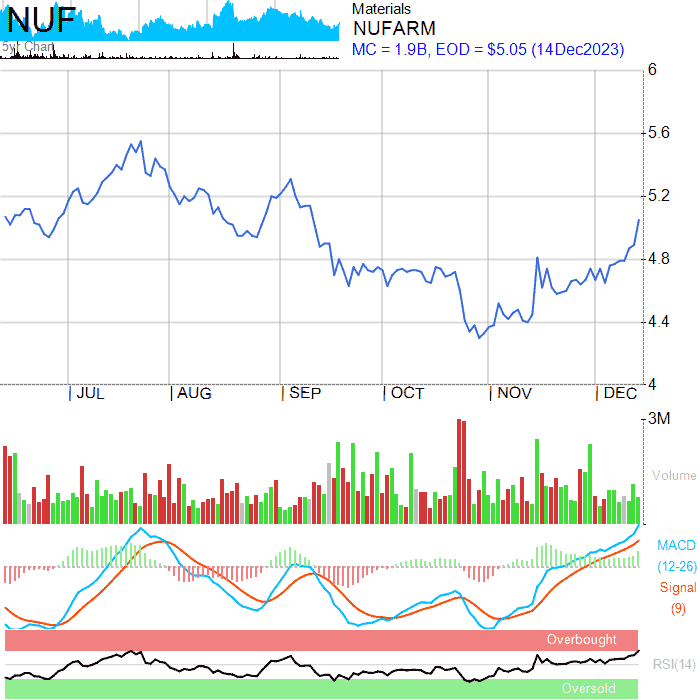 NUF
5yr Chart
Materials
NUFARM
MC = 1.9B, EOD = $5.05 (14Dec2023)
6
5.6
5.2
4.8
4.4
4
JUL
AUG
SEP
OCT
NOV
DEC
3M
Volume
MACD
(12-26)
Signal
(9)
Overbought
RSI(14)
Oversold